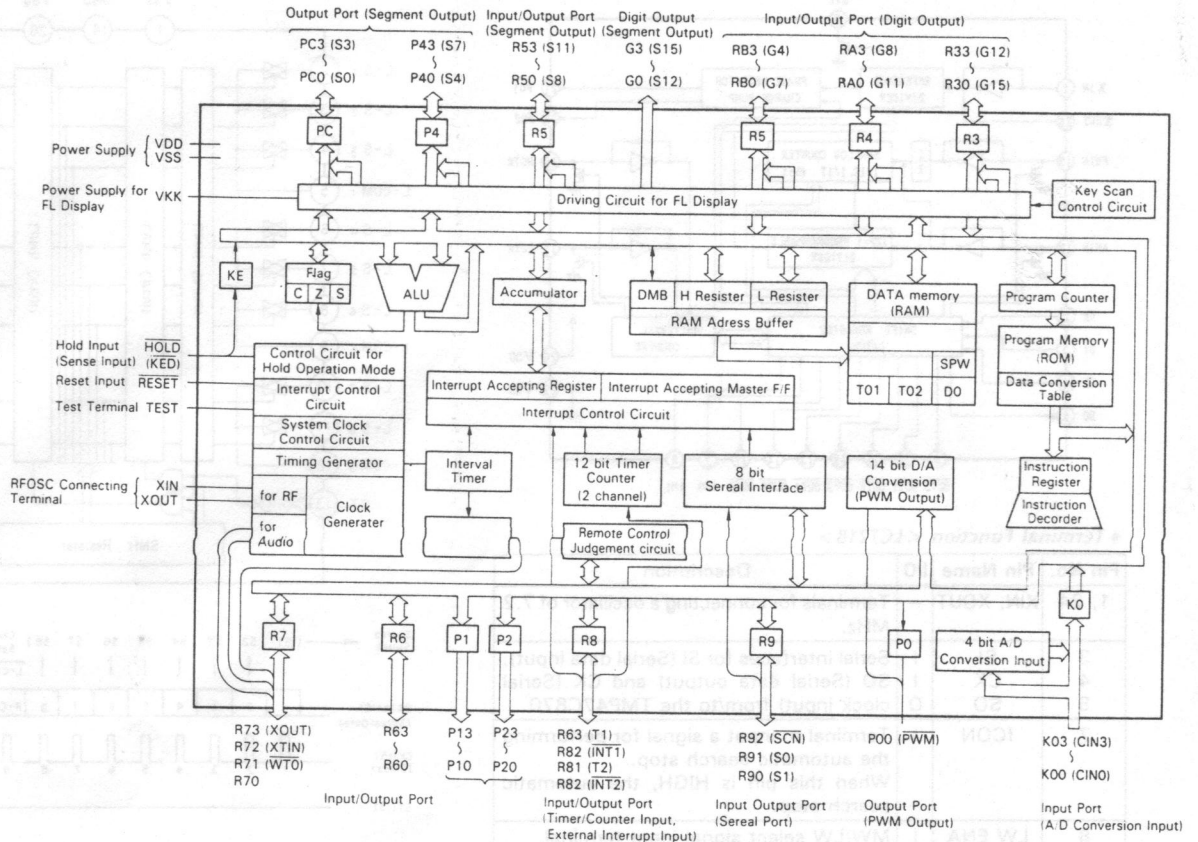 Output Port (Segment Output)
Input/Output Port
(Segment Output)
Digit Output
(Segment Output)
Input/Output Port (Digit Output)
PC3 (S3)
P43 (S7)
R53 (S11)
G3 (S15)
RB3 (G4)
RA3 (G8)
R33 (G12)
PC0 (S0)
P40 (S4)
R50 (S8)
G0 (S12)
RB0 (G7)
RA0 (G11)
R30 (G15)
PC
P4
R5
R5
R4
R3
Power Supply
VDD
VSS
Power Supply for
FL Display
VKK
Driving Circuit for FL Display
Key Scan
Control Circuit
KE
Flag
C Z S
ALU
Accumulator
DMB
H Resister
L Resister
RAM Adress Buffer
DATA memory
(RAM)
SPW
T01
T02
D0
Program Counter
Program Memory
(ROM)
Data Conversion
Table
Hold Input
(Sense Input)
HOLD
(KED)
Reset Input
RESET
Test Terminal TEST
RFOSC Connecting
Terminal
XIN
XOUT
Control Circuit for
Hold Operation Mode
Interrupt Control
Circuit
System Clock
Control Circuit
Timing Generator
for RF
Clock
Generater
for
Audio
Interrupt Accepting Register
Interrupt Accepting Master F/F
Interrupt Control Circuit
Interval
Timer
12 bit Timer
Counter
(2 channel)
8 bit
Sereal Interface
14 bit D/A
Conversion
(PWM Output)
Instruction
Register
Instruction
Decorder
Remote Control
Judgement circuit
R7
R6
P1
P2
R8
R9
P0
4 bit A/D
Conversion Input
K0
R73 (XOUT)
R72 (XTIN)
R71 (WTO)
R70
R63
R60
P13
P10
P23
P20
R63 (T1)
R82 (INT1)
R81 (T2)
R82 (INT2)
R92 (SCN)
R91 (S0)
R90 (S1)
P00 (PWM)
K03 (CIN3)
K00 (CIN0)
Input/Output Port
Input/Output Port
(Timer/Counter Input,
External Interrupt Input)
Input Output Port
(Sereal Port)
Output Port
(PWM Output)
Input Port
(A/D Conversion Input)